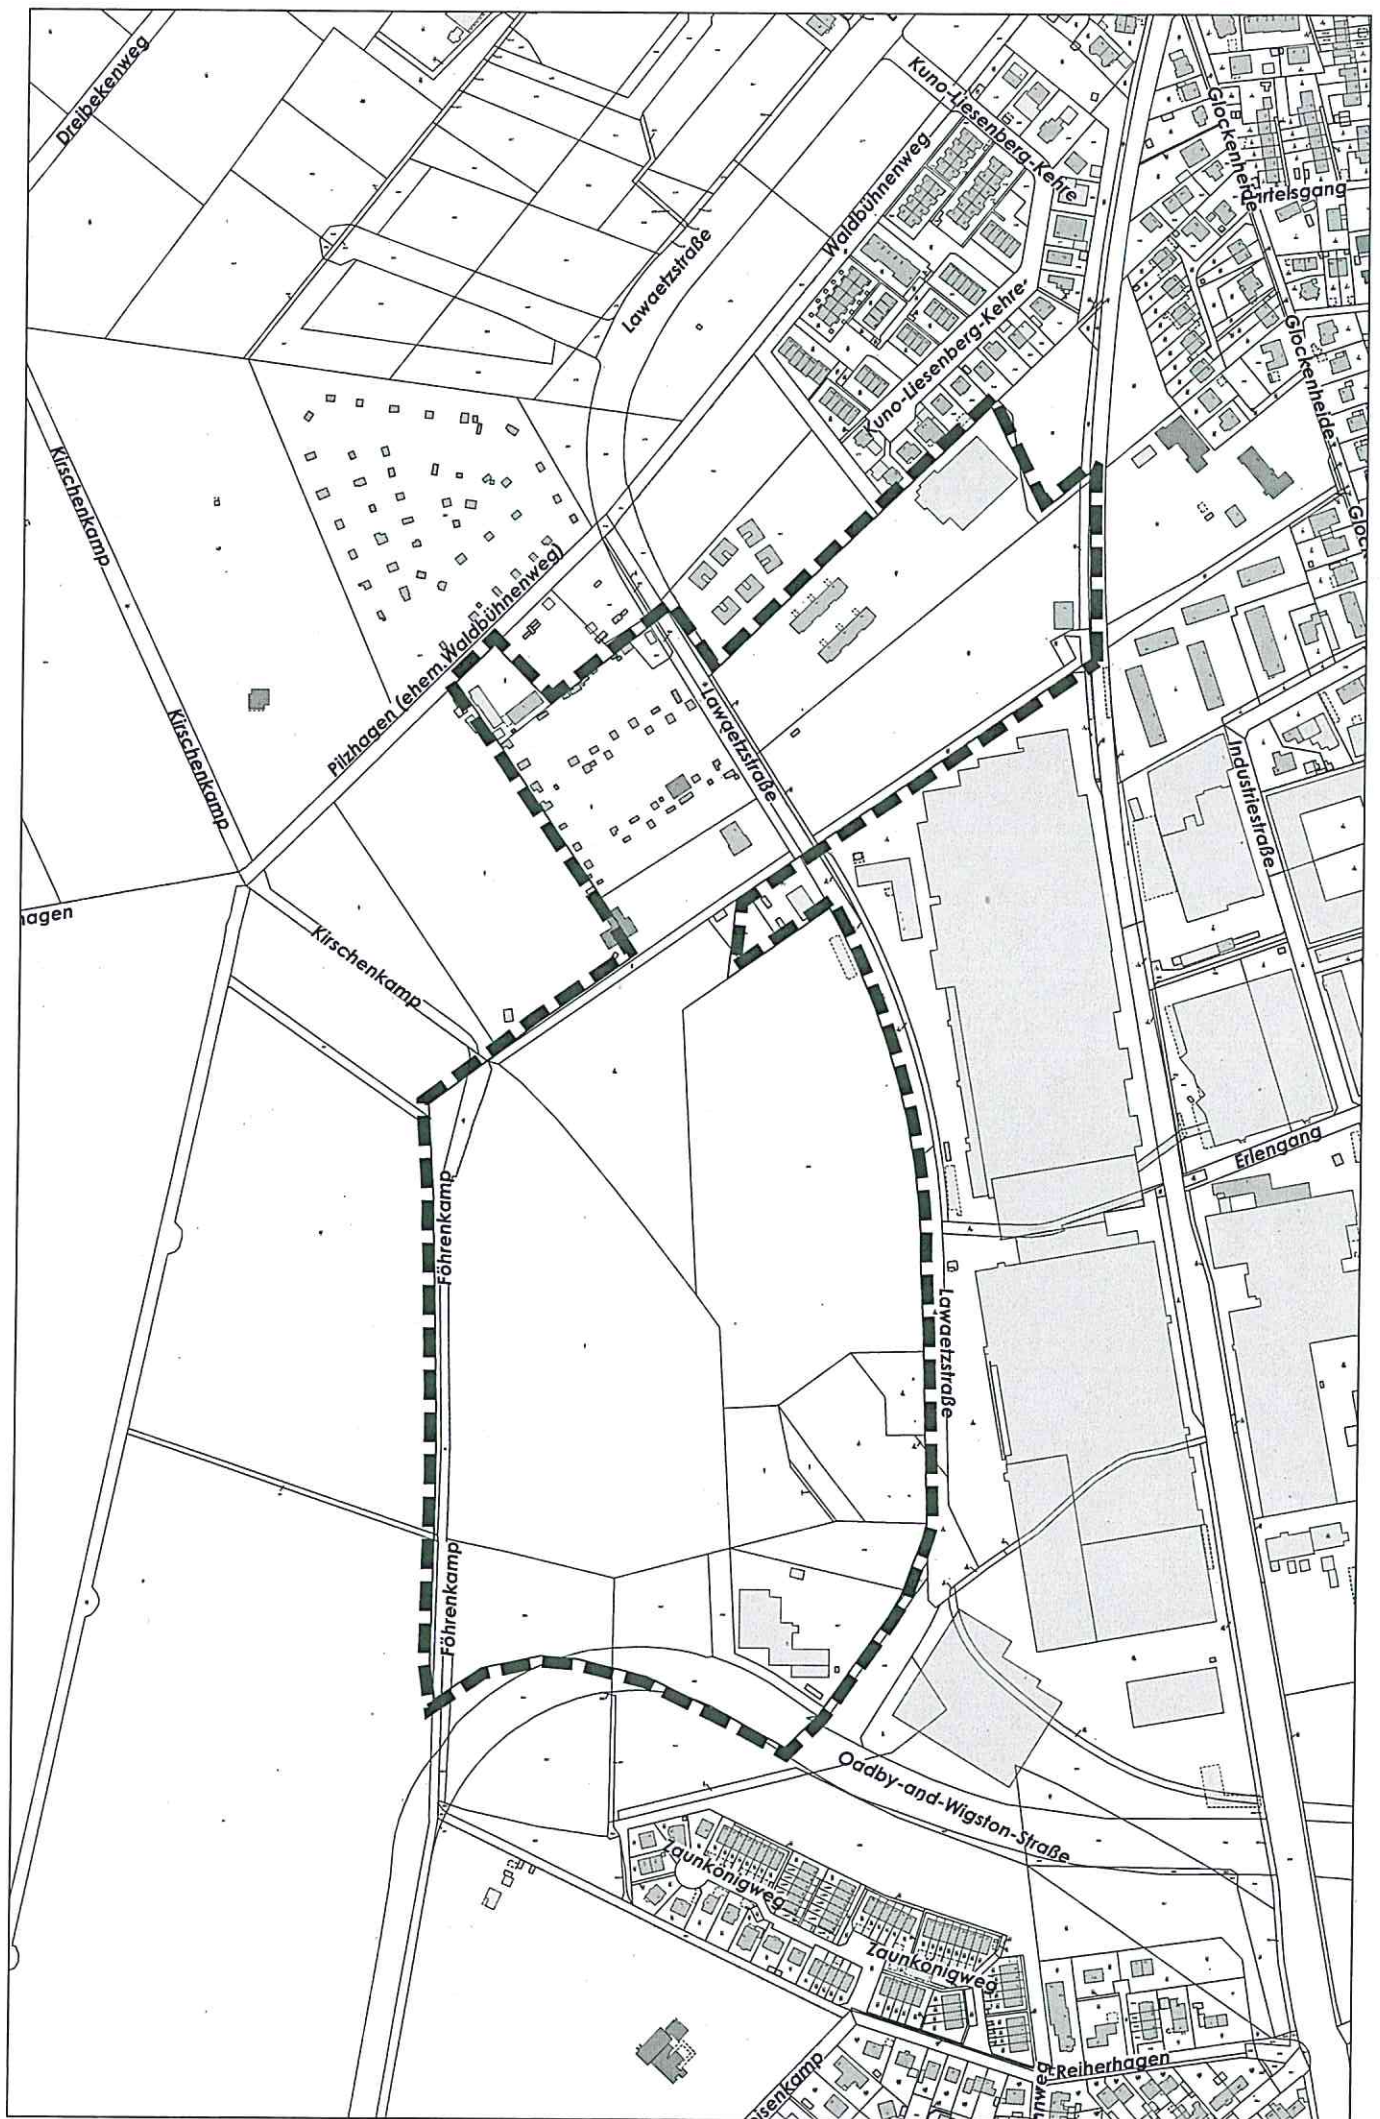 Dreibekenweg
Kuno-Liesenberg-Kehre
Glockenheide
Waldbühnenweg
Lawaetzstraße
Kuno-Liesenberg-Kehre
Glockenheide
Kirschenkamp
Pilzhagen (ehem.Waldbühnenweg)
Kirschenkamp
Lawaetzstraße
Industriestraße
hagen
Kirschenkamp
Erlengang
Föhrenkamp
Lawaetzstraße
Föhrenkamp
Oadby-and-Wigston-Straße
Zaunkönigweg
Zaunkönigweg
Reiherhagen
isenkamp